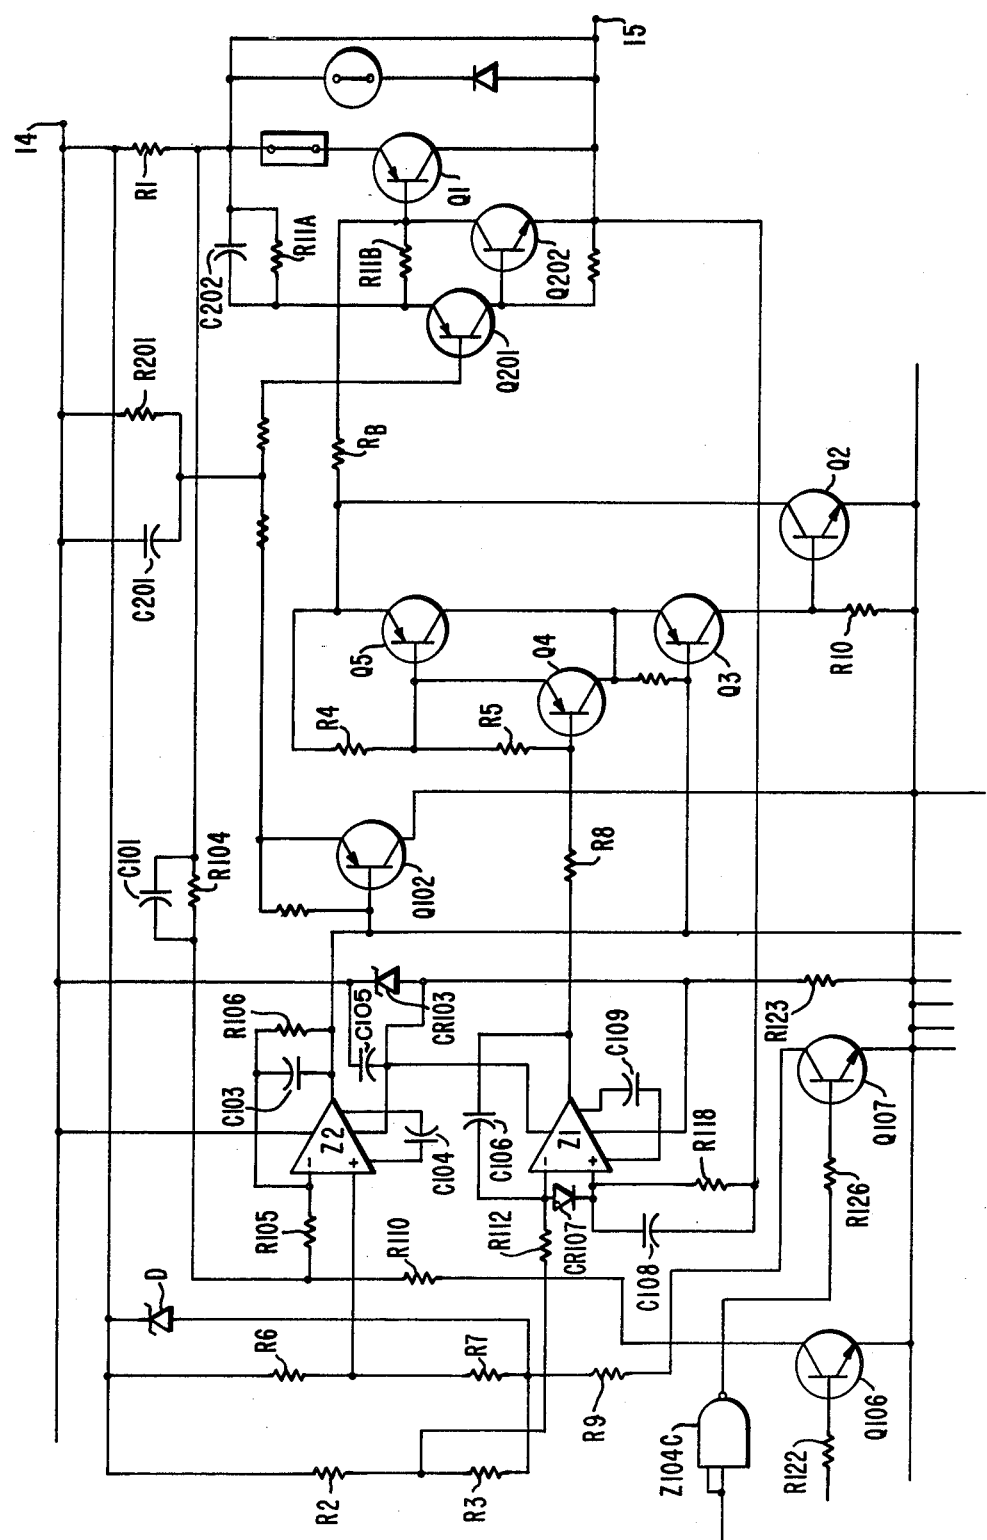 14
15
R1
Q1
R11A
C202
R11B
Q202
Q201
R201
C201
RB
Q2
Q5
Q4
Q3
R10
R4
R5
C101
R104
Q102
R8
R106
C105
CR103
C103
Z2
-
+
C104
C106
Z1
-
+
C109
R123
Q107
R118
R126
R105
R110
R112
CR107
C108
D
R6
R7
R9
R2
R3
Z104C
R122
Q106